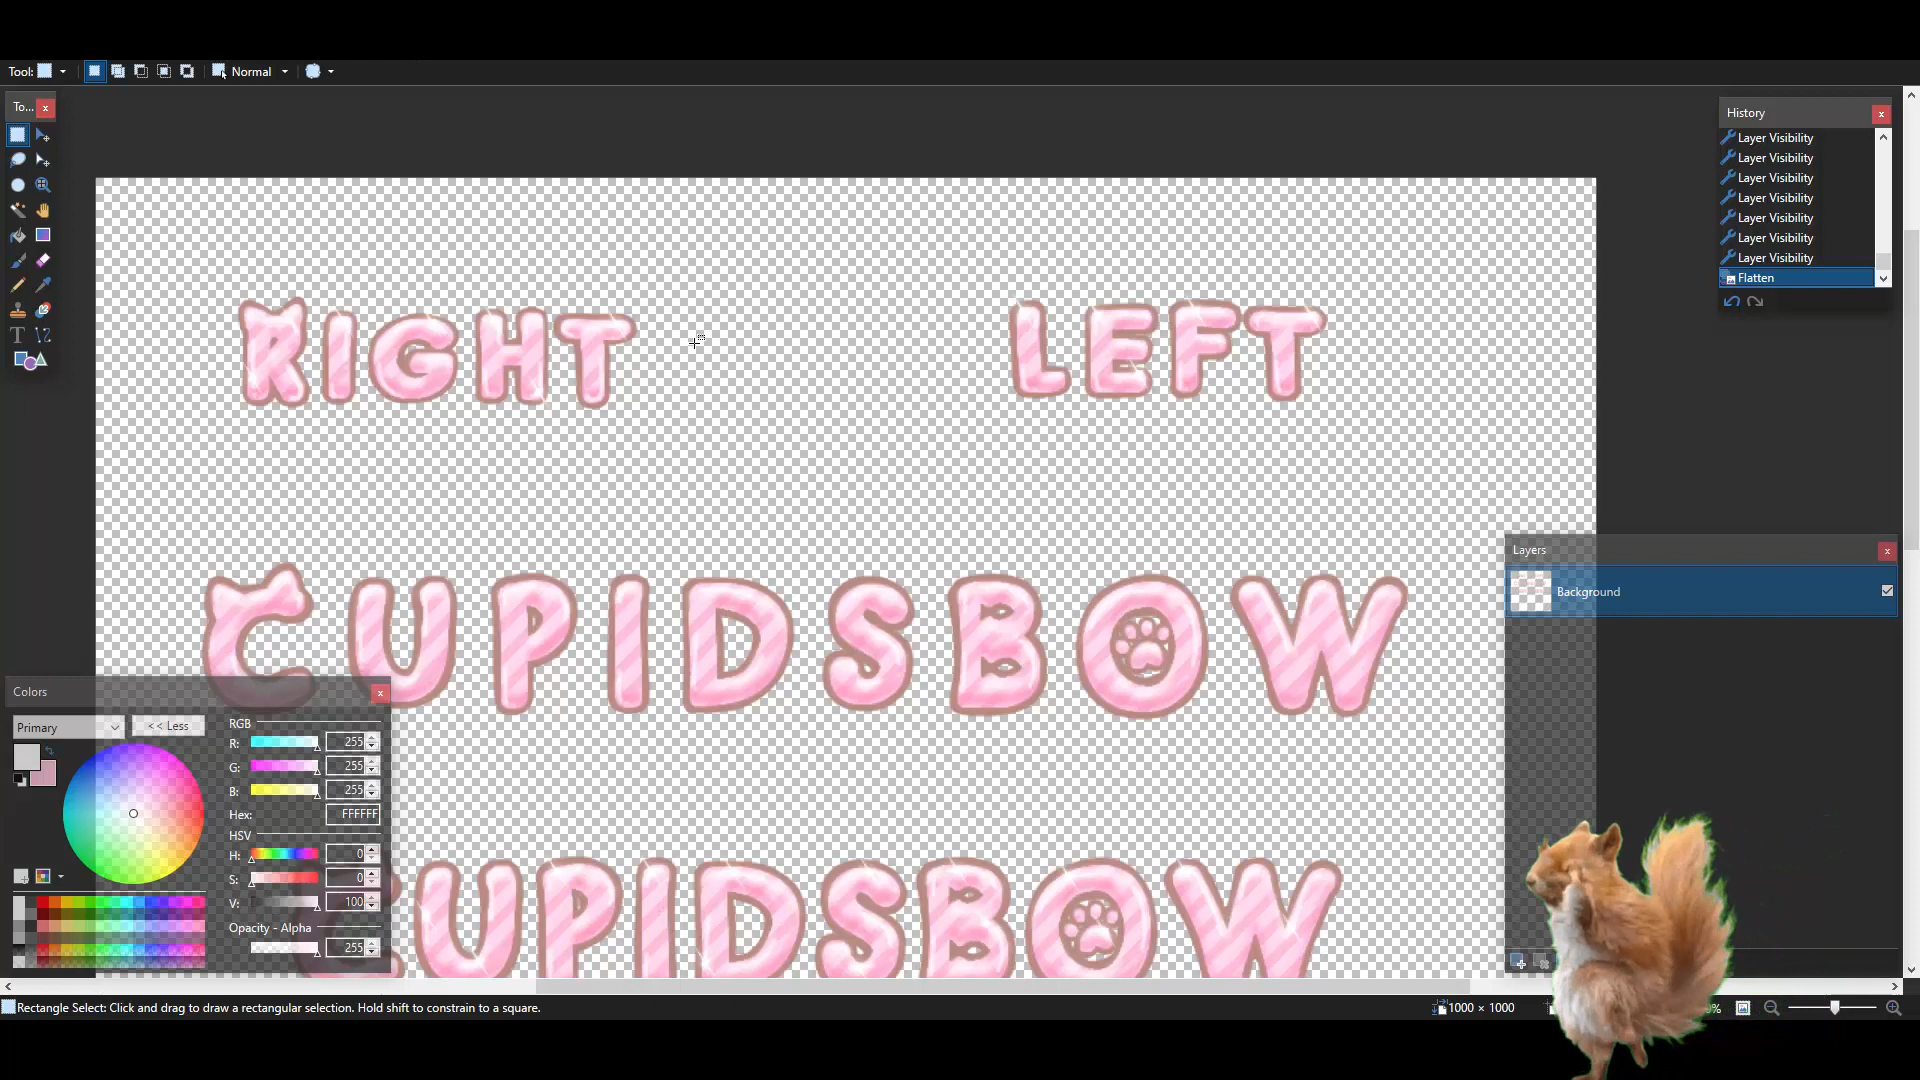 Tool:
Normal
To...
History
Layer Visibility
Layer Visibility
Layer Visibility
Layer Visibility
Layer Visibility
Layer Visibility
Layer Visibility
Flatten
RIGHT LEFT
Layers
Background
CUPIDSBOW
Colors
Primary
<< Less
RGB
R: 255
G: 255
B: 255
Hex: FFFFFF
HSV
H: 0
S: 0
V: 100
Opacity - Alpha
255
CUPIDSBOW
Rectangle Select: Click and drag to draw a rectangular selection. Hold shift to constrain to a square.
1000 × 1000